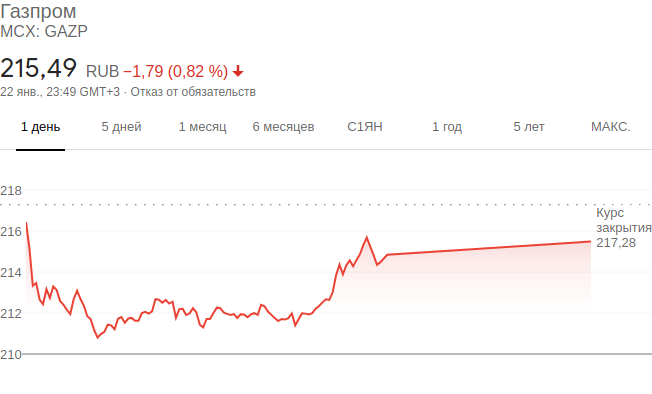 Газпром
MCX: GAZP
215,49 RUB −1,79 (0,82 %)
22 янв., 23:49 GMT+3 · Отказ от обязательств
1 день 5 дней 1 месяц 6 месяцев С1ЯН 1 год 5 лет МАКС.
218
Курс
закрытия
217,28
216
214
212
210